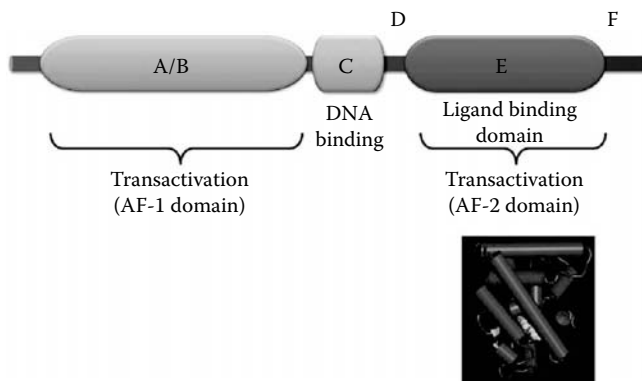 D
F
A/B
C
E
DNA
binding
Ligand binding
domain
Transactivation
(AF-1 domain)
Transactivation
(AF-2 domain)